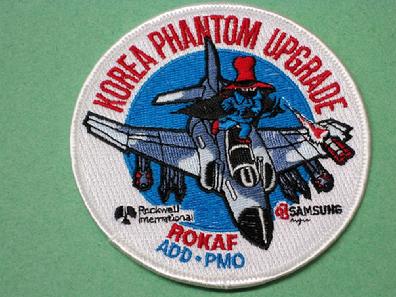 KOREA PHANTOM UPGRADE
Rockwell
International
SAMSUNG
ROKAF
ADD • PMO